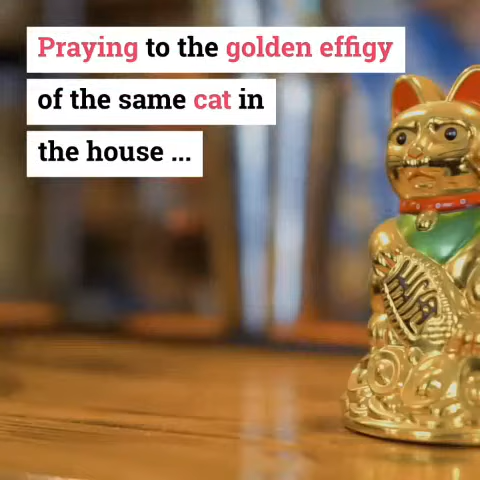 Praying to the golden effigy
of the same cat in
the house ...